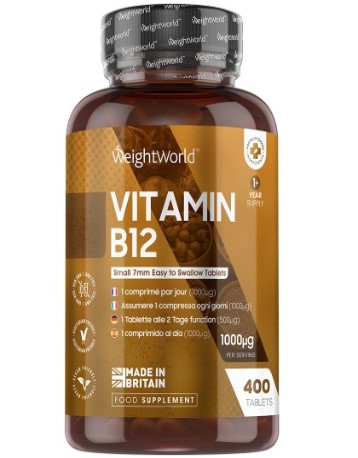 WeightWorld
WeightWorld™
1+
YEAR
SUPPLY
VITAMIN
B12
Small 7mm Easy to Swallow Tablets
1 comprimé par jour (1000µg)
Assumere 1 compressa ogni giorni (1000µg)
1 Tablette alle 2 Tage function (500µg)
1 comprimido al día (1000µg)
1000µg
PER SERVING
MADE IN
BRITAIN
400
TABLETS
FOOD SUPPLEMENT